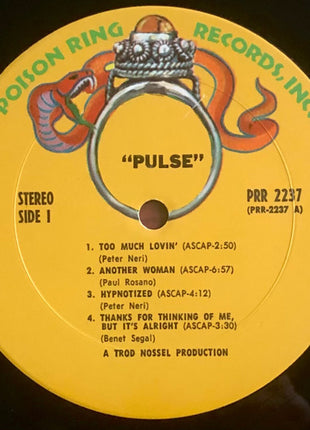 POISON RING RECORDS, INC.
"PULSE"
STEREO
SIDE 1
PRR 2237
(PRR-2237 A)
1. TOO MUCH LOVIN' (ASCAP-2:50)
(Peter Neri)
2. ANOTHER WOMAN (ASCAP-6:57)
(Paul Rosano)
3. HYPNOTIZED (ASCAP-4:12)
(Peter Neri)
4. THANKS FOR THINKING OF ME,
BUT IT'S ALRIGHT (ASCAP-3:30)
(Benet Segal)
A TROD NOSSEL PRODUCTION